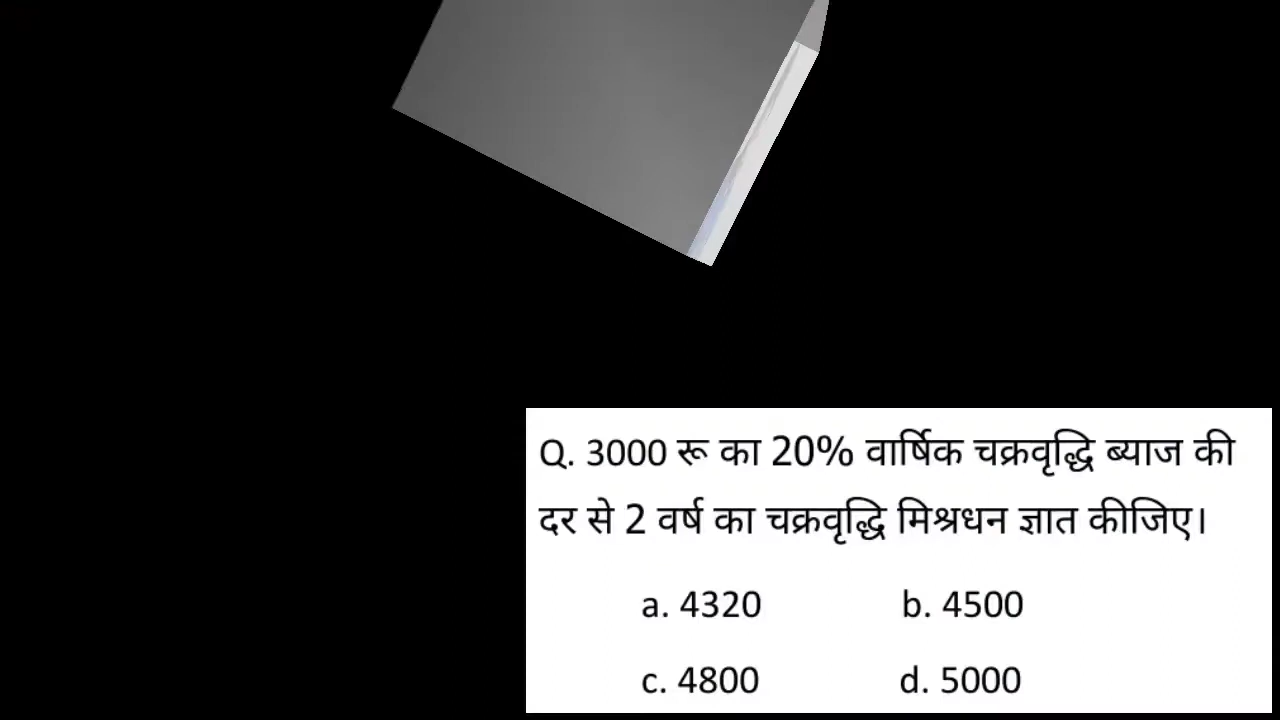 Q. 3000 रू का 20% वार्षिक चक्रवृद्धि ब्याज की
दर से 2 वर्ष का चक्रवृद्धि मिश्रधन ज्ञात कीजिए।
a. 4320 b. 4500
c. 4800 d. 5000